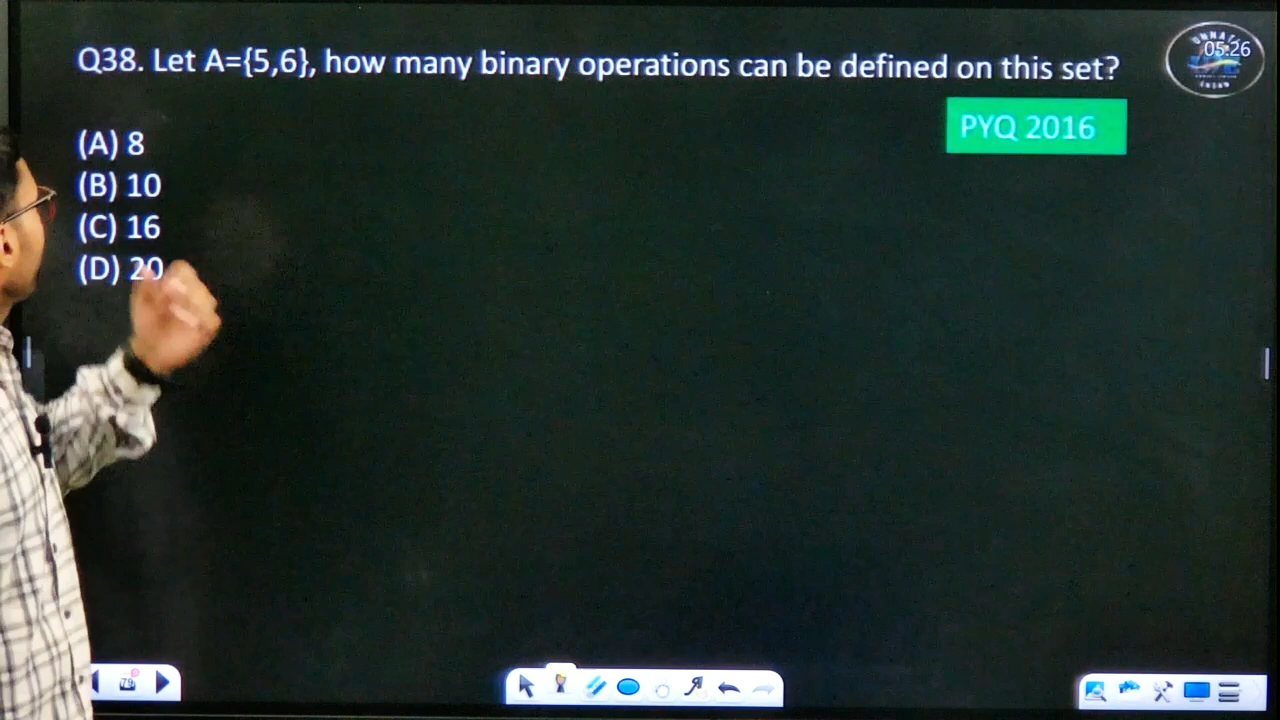 Q38. Let A={5,6}, how many binary operations can be defined on this set?
05:26
PYQ 2016
(A) 8
(B) 10
(C) 16
(D) 20